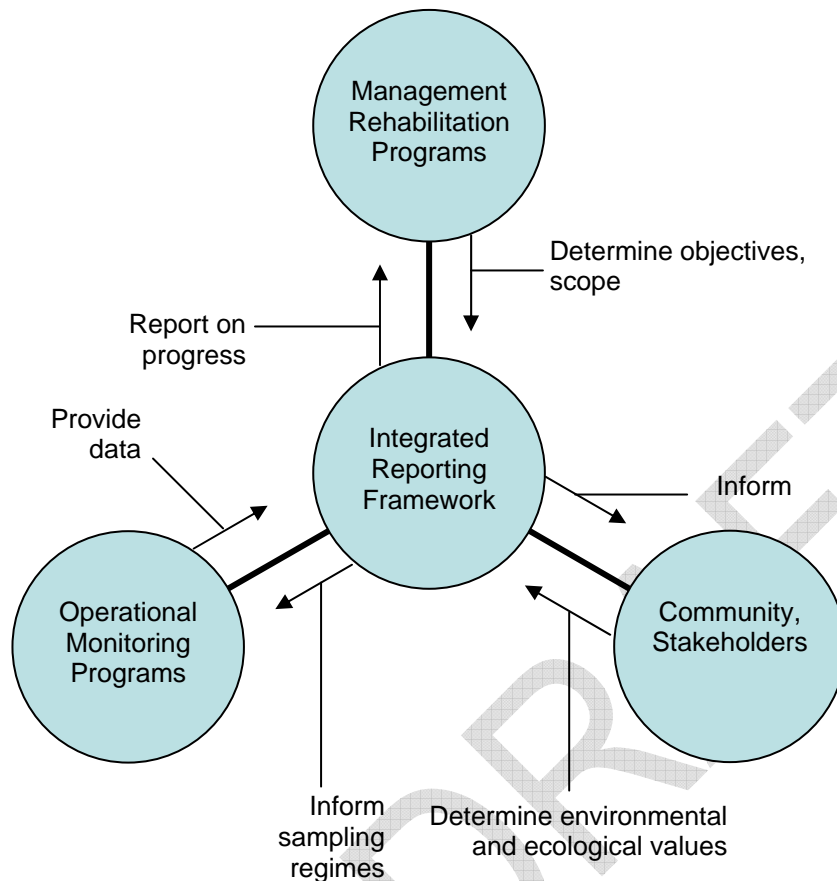 Management
Rehabilitation
Programs
Determine objectives,
scope
Report on
progress
Provide
data
Integrated
Reporting
Framework
Inform
Operational
Monitoring
Programs
Community,
Stakeholders
Inform
sampling
regimes
Determine environmental
and ecological values
DRAFT